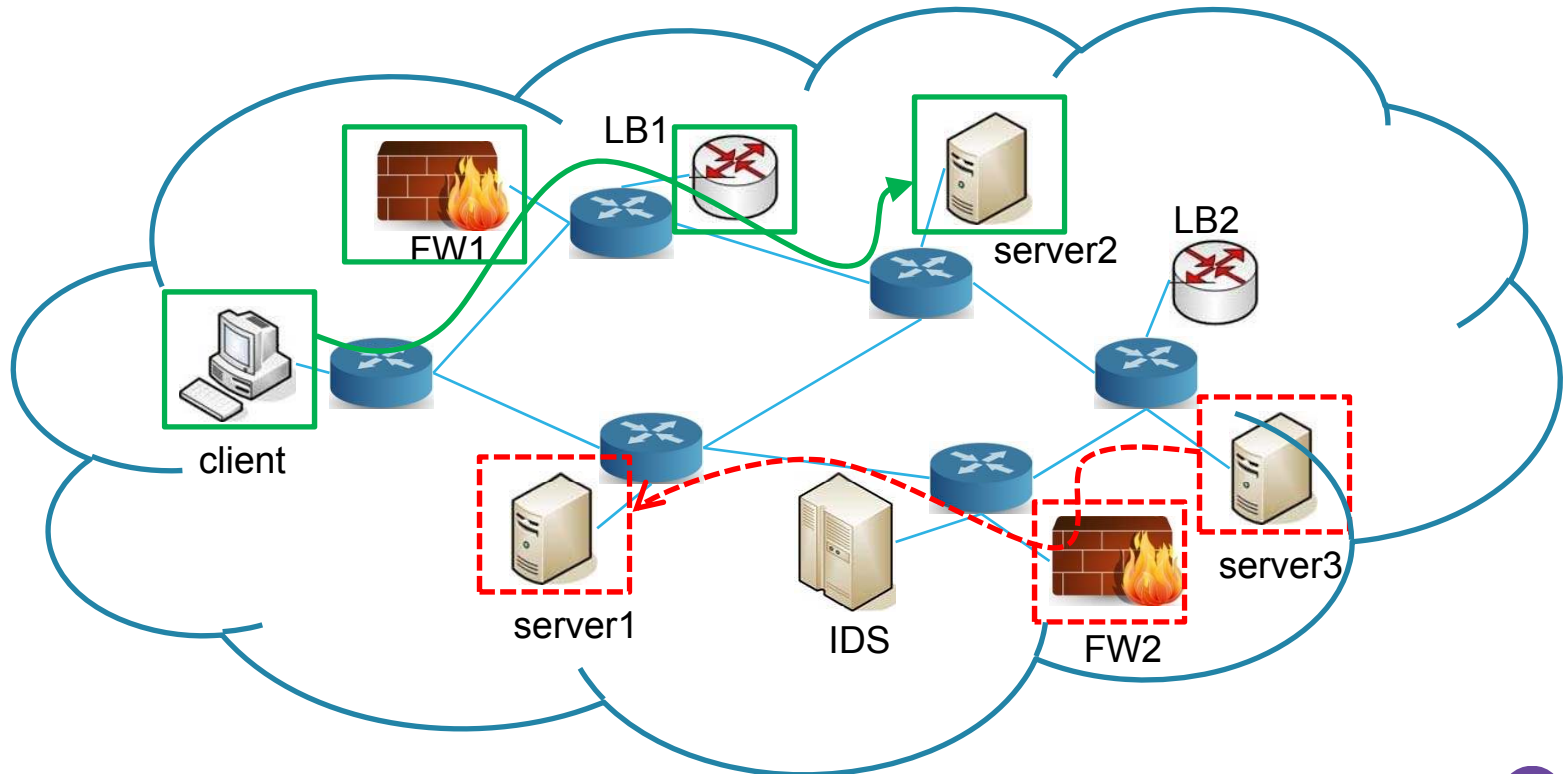 LB1
FW1
server2
LB2
client
server3
server1
IDS
FW2